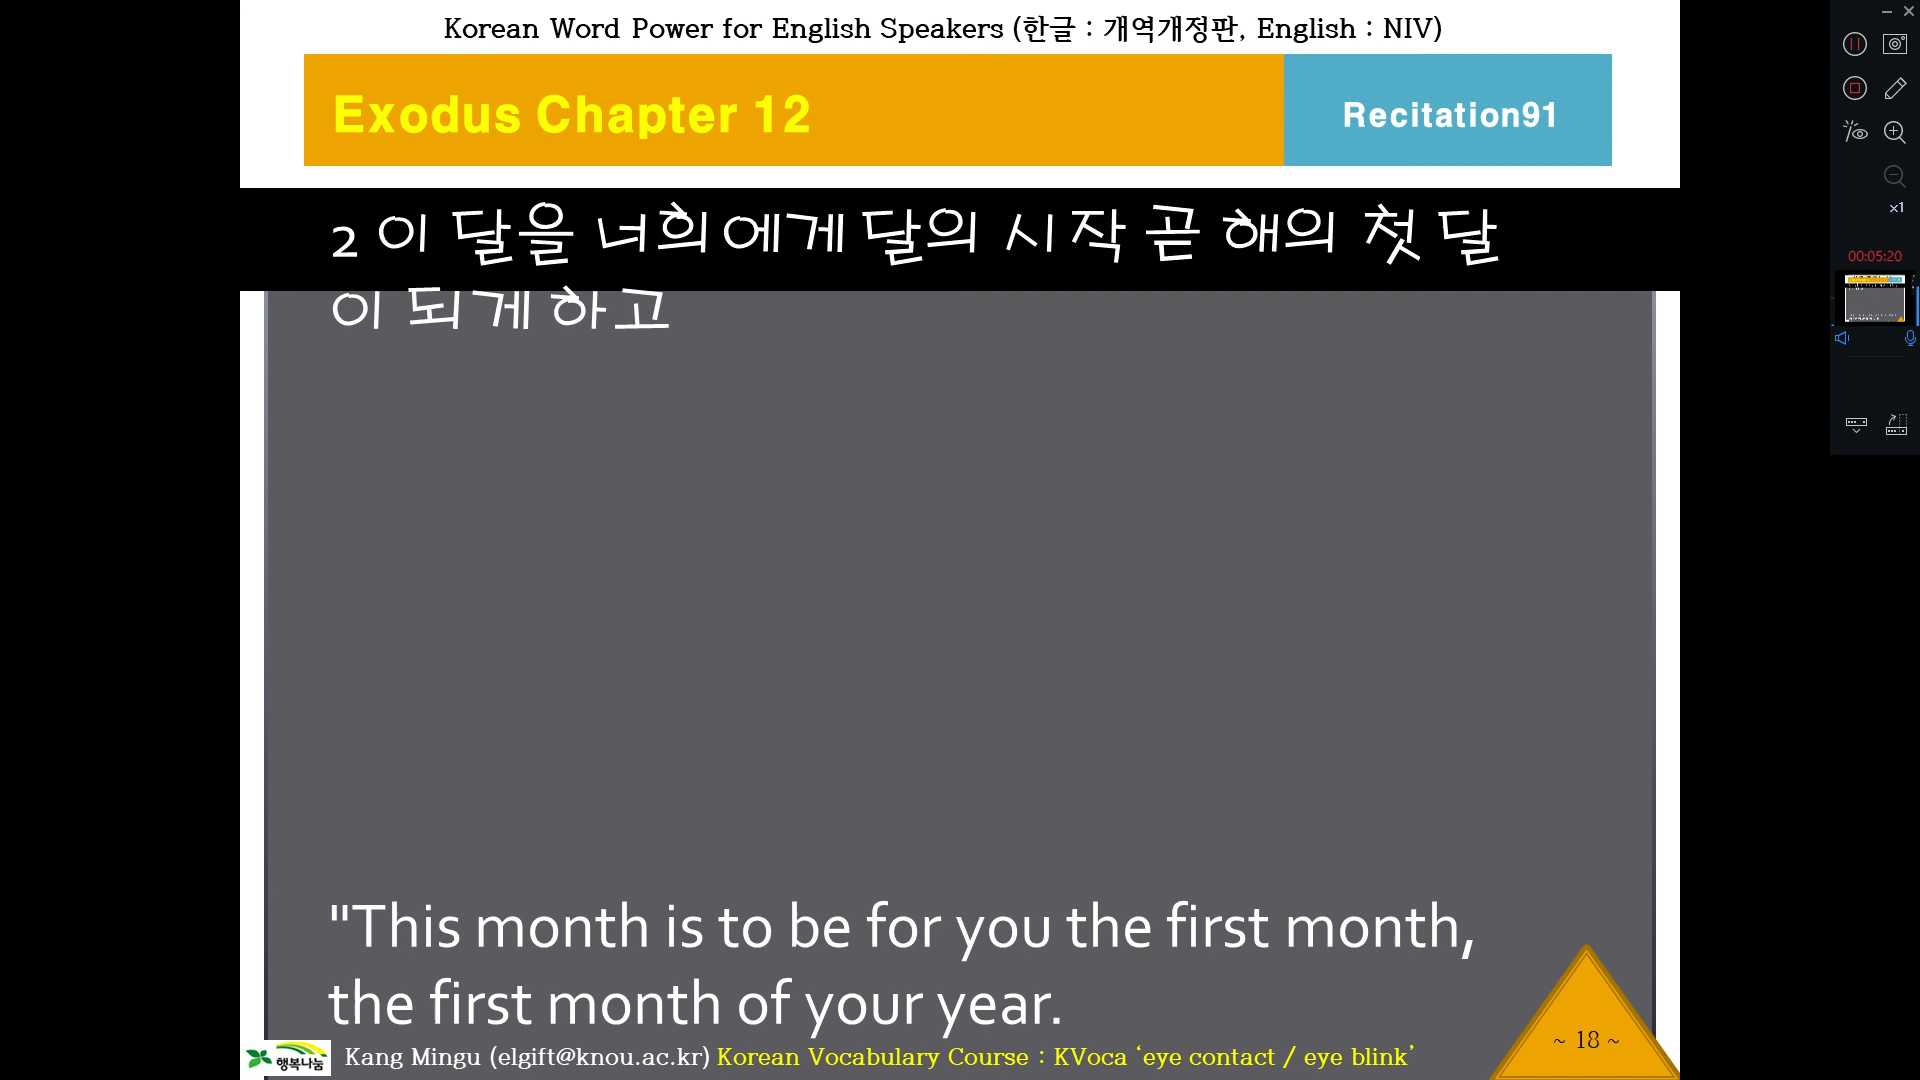 Korean Word Power for English Speakers (한글 : 개역개정판, English : NIV)
Exodus Chapter 12
Recitation91
2 이 달을 너희에게 달의 시작 곧 해의 첫 달
이 되게 하고
"This month is to be for you the first month,
the first month of your year.
~ 18 ~
행복나눔 Kang Mingu (elgift@knou.ac.kr) Korean Vocabulary Course : KVoca ‘eye contact / eye blink’
x1
00:05:20